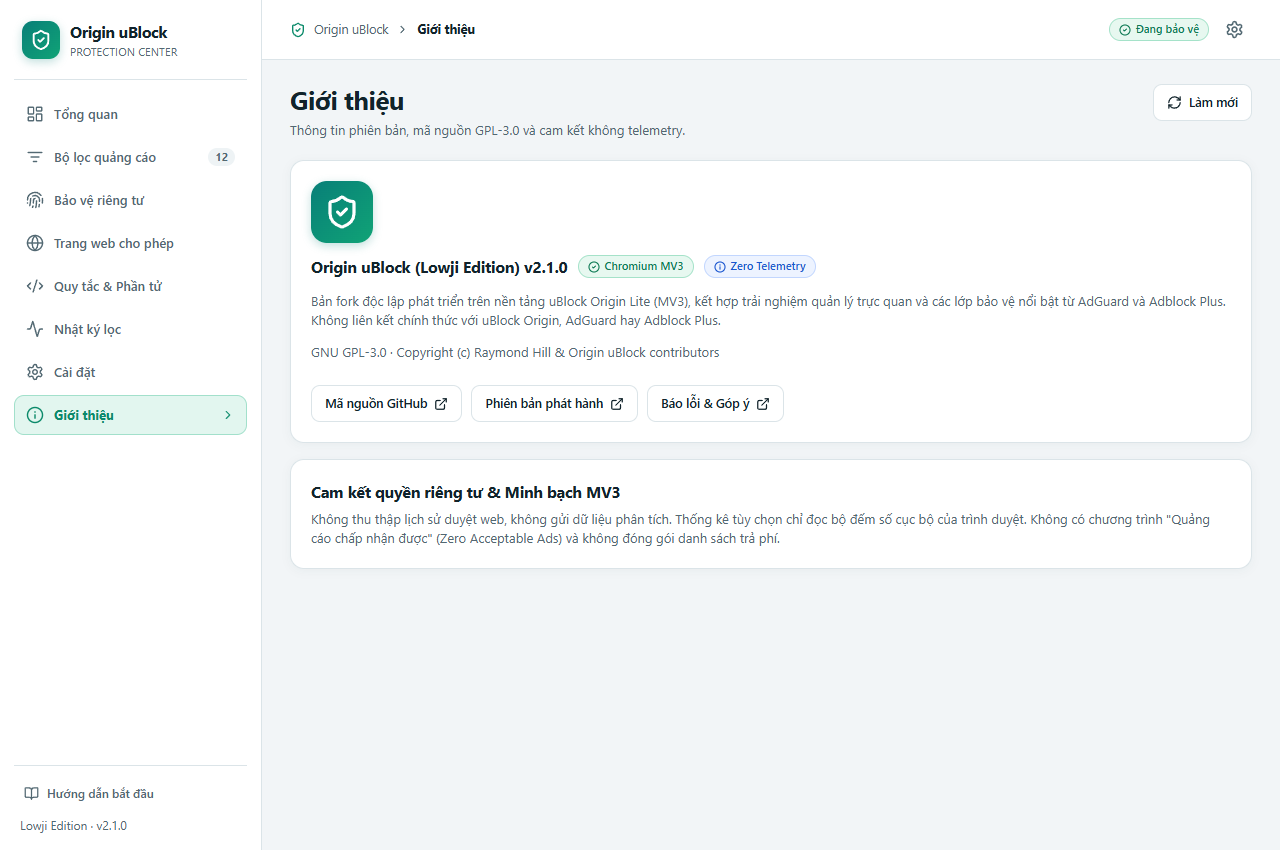 Origin uBlock
PROTECTION CENTER
Tổng quan
Bộ lọc quảng cáo 12
Bảo vệ riêng tư
Trang web cho phép
Quy tắc & Phần tử
Nhật ký lọc
Cài đặt
Giới thiệu
Hướng dẫn bắt đầu
Lowji Edition · v2.1.0
Origin uBlock > Giới thiệu
Đang bảo vệ
Giới thiệu
Thông tin phiên bản, mã nguồn GPL-3.0 và cam kết không telemetry.
Làm mới
Origin uBlock (Lowji Edition) v2.1.0 Chromium MV3 Zero Telemetry
Bản fork độc lập phát triển trên nền tảng uBlock Origin Lite (MV3), kết hợp trải nghiệm quản lý trực quan và các lớp bảo vệ nổi bật từ AdGuard và Adblock Plus.
Không liên kết chính thức với uBlock Origin, AdGuard hay Adblock Plus.
GNU GPL-3.0 · Copyright (c) Raymond Hill & Origin uBlock contributors
Mã nguồn GitHub Phiên bản phát hành Báo lỗi & Góp ý
Cam kết quyền riêng tư & Minh bạch MV3
Không thu thập lịch sử duyệt web, không gửi dữ liệu phân tích. Thống kê tùy chọn chỉ đọc bộ đếm số cục bộ của trình duyệt. Không có chương trình "Quảng
cáo chấp nhận được" (Zero Acceptable Ads) và không đóng gói danh sách trả phí.